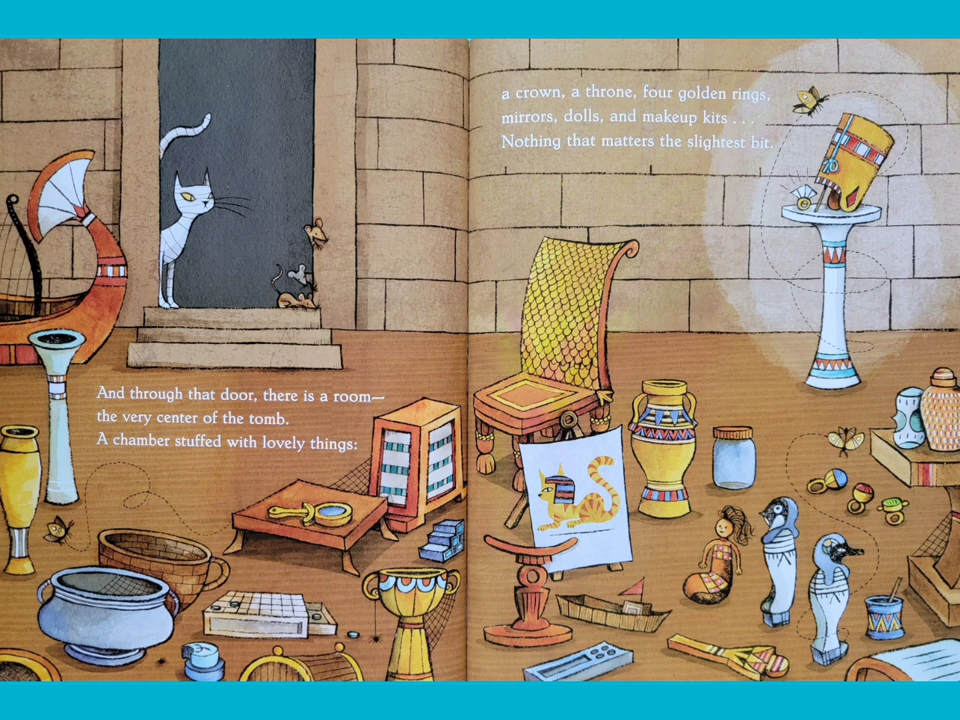 And through that door, there is a room—
the very center of the tomb.
A chamber stuffed with lovely things:
a crown, a throne, four golden rings,
mirrors, dolls, and makeup kits . . .
Nothing that matters the slightest bit.